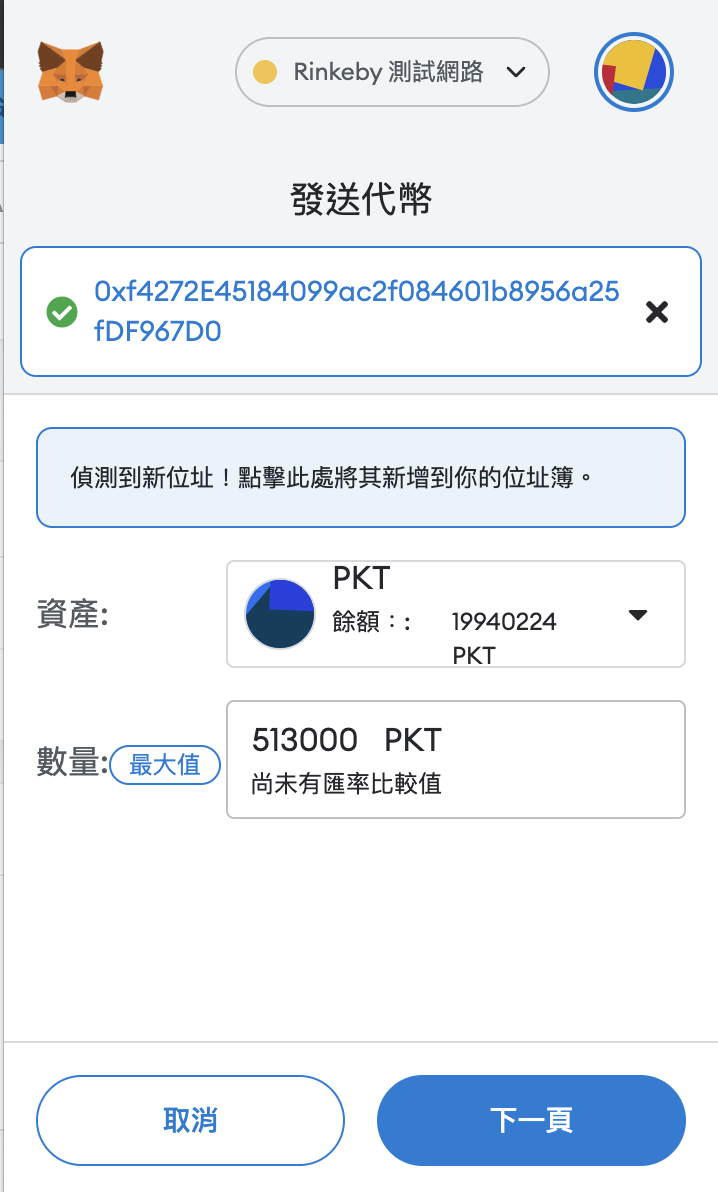 Rinkeby 測試網路
發送代幣
0xf4272E45184099ac2f084601b8956a25
fDF967D0
偵測到新位址！點擊此處將其新增到你的位址簿。
資產:
PKT
餘額：: 19940224
PKT
數量: 最大值
513000 PKT
尚未有匯率比較值
取消
下一頁